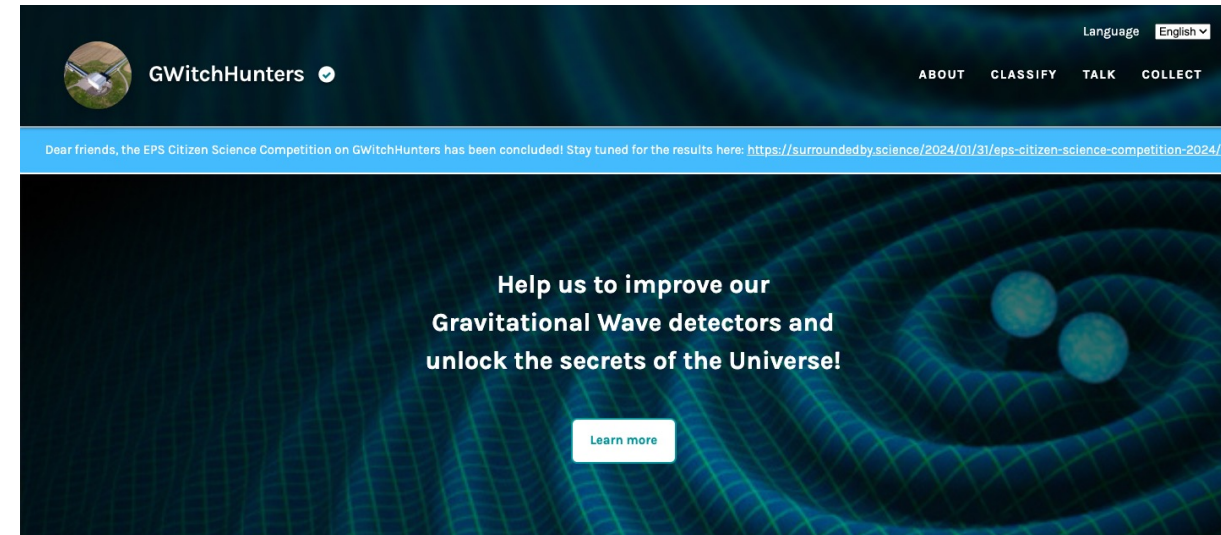 Language English
GWitchHunters
ABOUT CLASSIFY TALK COLLECT
Dear friends, the EPS Citizen Science Competition on GWitchHunters has been concluded! Stay tuned for the results here: https://surroundedby.science/2024/01/31/eps-citizen-science-competition-2024/
Help us to improve our
Gravitational Wave detectors and
unlock the secrets of the Universe!
Learn more